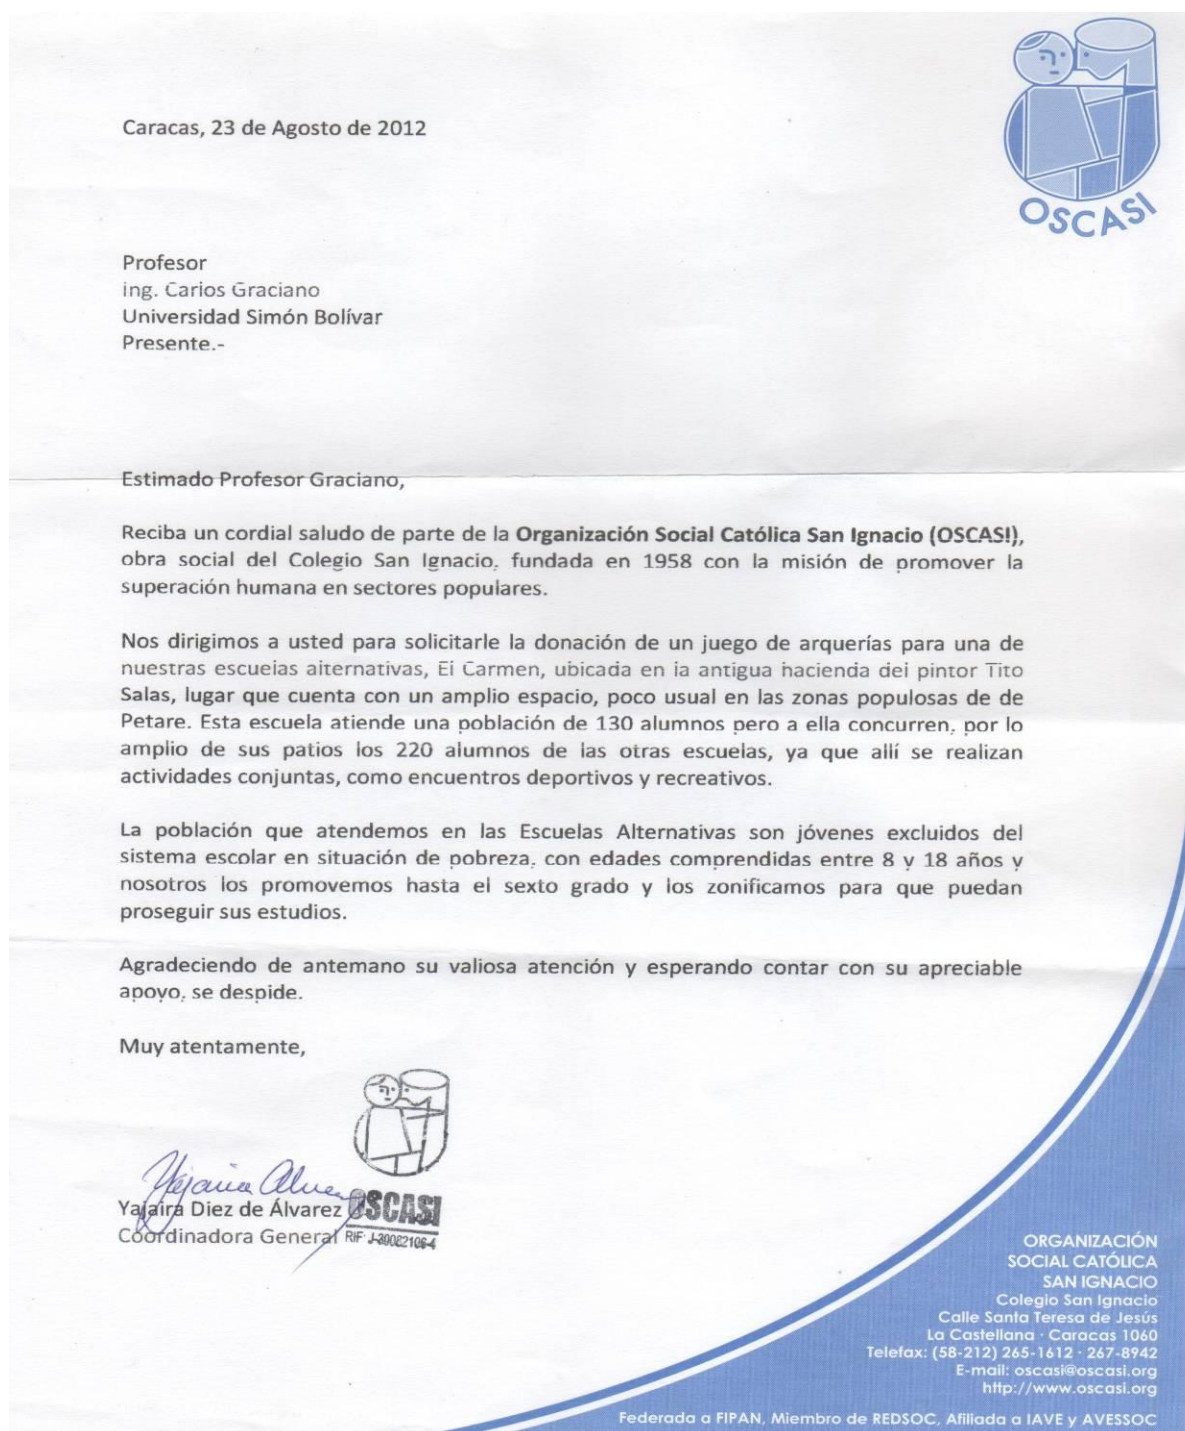 OSCASI
Caracas, 23 de Agosto de 2012
Profesor
ing. Carlos Graciano
Universidad Simón Bolívar
Presente.-
Estimado Profesor Graciano,
Reciba un cordial saludo de parte de la Organización Social Católica San Ignacio (OSCASI),
obra social del Colegio San Ignacio, fundada en 1958 con la misión de promover la
superación humana en sectores populares.
Nos dirigimos a usted para solicitarle la donación de un juego de arquerías para una de
nuestras escuelas alternativas, El Carmen, ubicada en la antigua hacienda del pintor Tito
Salas, lugar que cuenta con un amplio espacio, poco usual en las zonas populosas de de
Petare. Esta escuela atiende una población de 130 alumnos pero a ella concurren, por lo
amplio de sus patios los 220 alumnos de las otras escuelas, ya que allí se realizan
actividades conjuntas, como encuentros deportivos y recreativos.
La población que atendemos en las Escuelas Alternativas son jóvenes excluidos del
sistema escolar en situación de pobreza, con edades comprendidas entre 8 y 18 años y
nosotros los promovemos hasta el sexto grado y los zonificamos para que puedan
proseguir sus estudios.
Agradeciendo de antemano su valiosa atención y esperando contar con su apreciable
apoyo, se despide.
Muy atentamente,
Yajaira Diez de Álvarez
Coordinadora General
OSCASI
RIF: J-30082106-4
ORGANIZACIÓN
SOCIAL CATÓLICA
SAN IGNACIO
Colegio San Ignacio
Calle Santa Teresa de Jesús
La Castellana · Caracas 1060
Telefax: (58-212) 265-1612 · 267-8942
E-mail: oscasi@oscasi.org
http://www.oscasi.org
Federada a FIPAN, Miembro de REDSOC, Afiliada a IAVE y AVESSOC